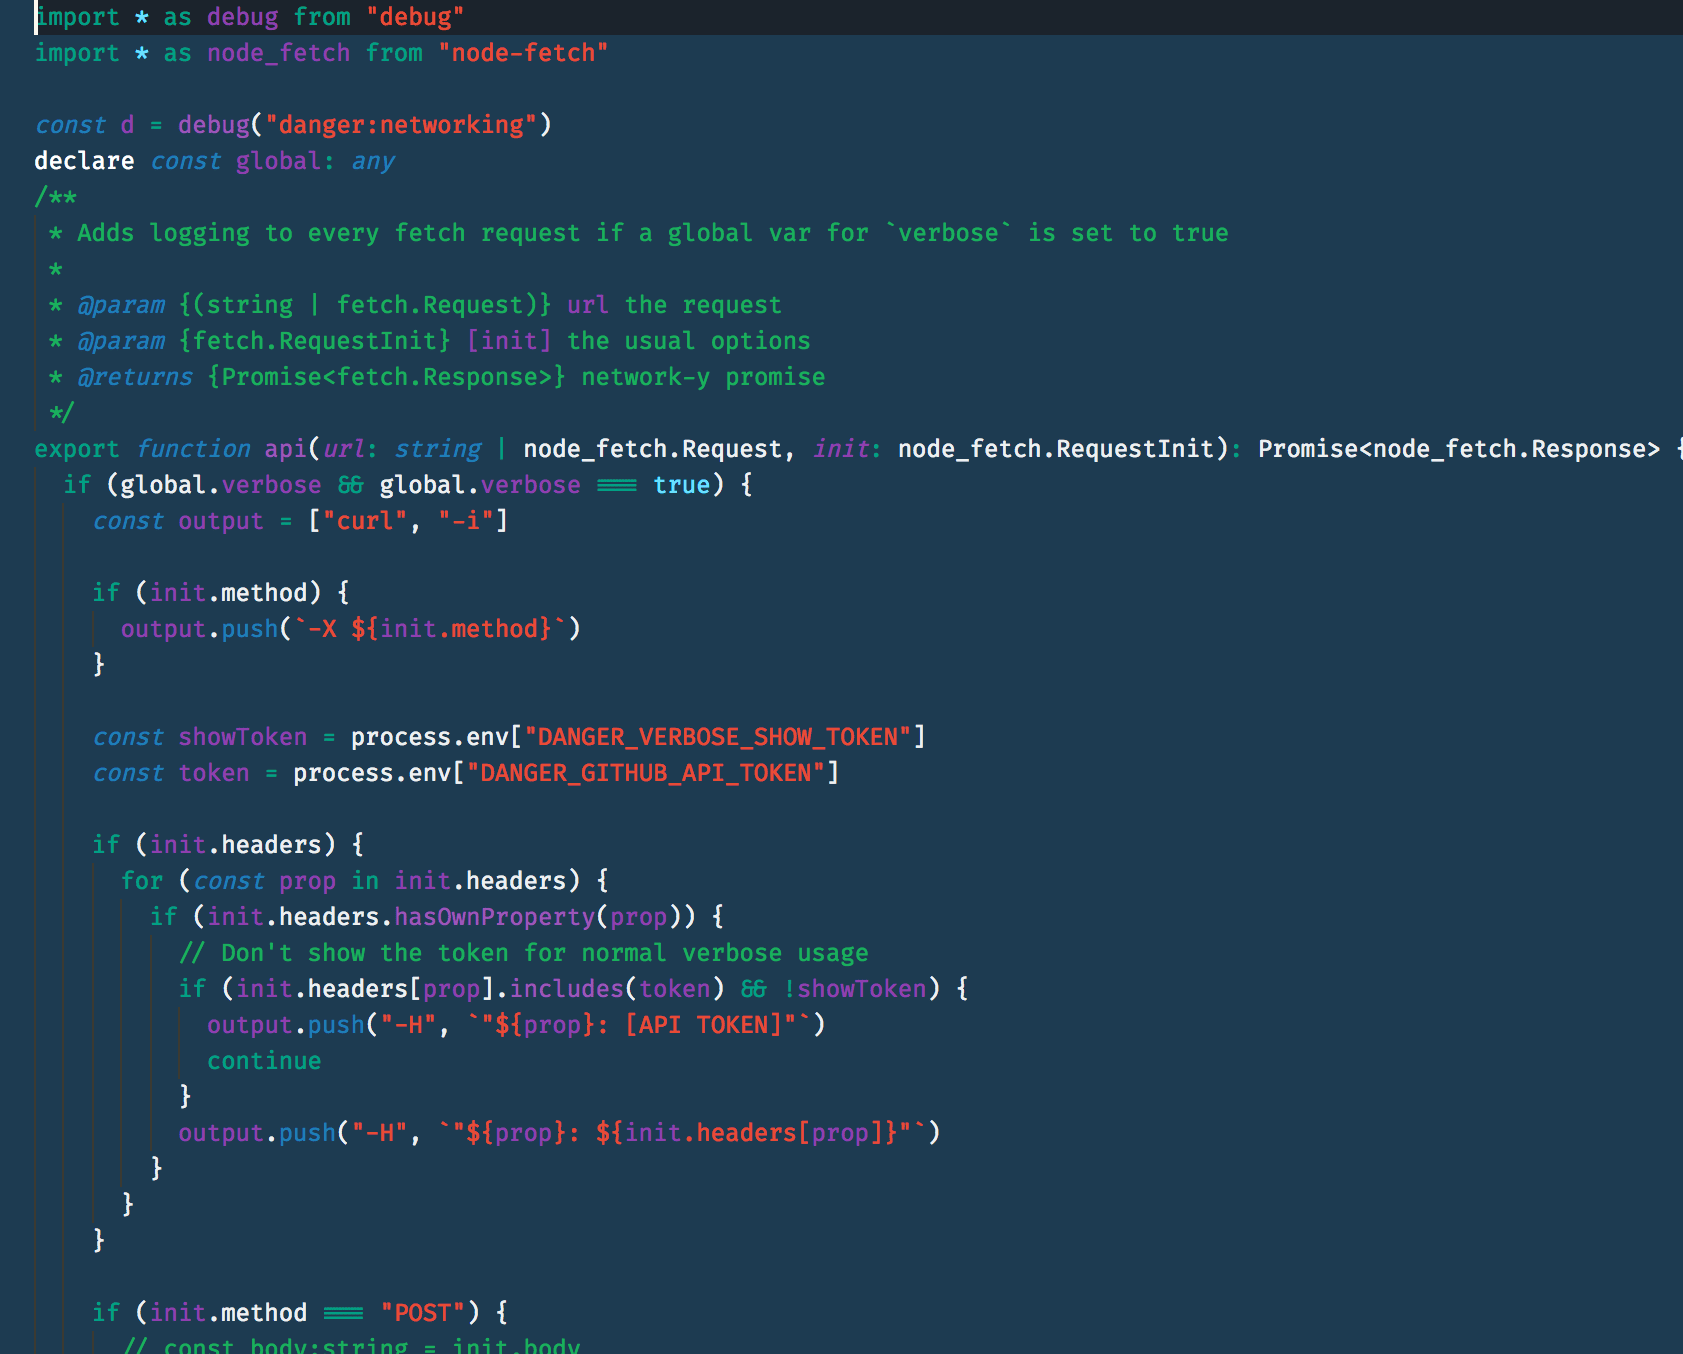 import * as debug from "debug"
import * as node_fetch from "node-fetch"

const d = debug("danger:networking")
declare const global: any
/**
 * Adds logging to every fetch request if a global var for `verbose` is set to true
 *
 * @param {(string | fetch.Request)} url the request
 * @param {fetch.RequestInit} [init] the usual options
 * @returns {Promise<fetch.Response>} network-y promise
 */
export function api(url: string | node_fetch.Request, init: node_fetch.RequestInit): Promise<node_fetch.Response> {
  if (global.verbose && global.verbose === true) {
    const output = ["curl", "-i"]

    if (init.method) {
      output.push(`-X ${init.method}`)
    }

    const showToken = process.env["DANGER_VERBOSE_SHOW_TOKEN"]
    const token = process.env["DANGER_GITHUB_API_TOKEN"]

    if (init.headers) {
      for (const prop in init.headers) {
        if (init.headers.hasOwnProperty(prop)) {
          // Don't show the token for normal verbose usage
          if (init.headers[prop].includes(token) && !showToken) {
            output.push("-H", `"${prop}: [API TOKEN]"`)
            continue
          }
          output.push("-H", `"${prop}: ${init.headers[prop]}"`)
        }
      }
    }

    if (init.method === "POST") {
      // const body:string = init.body